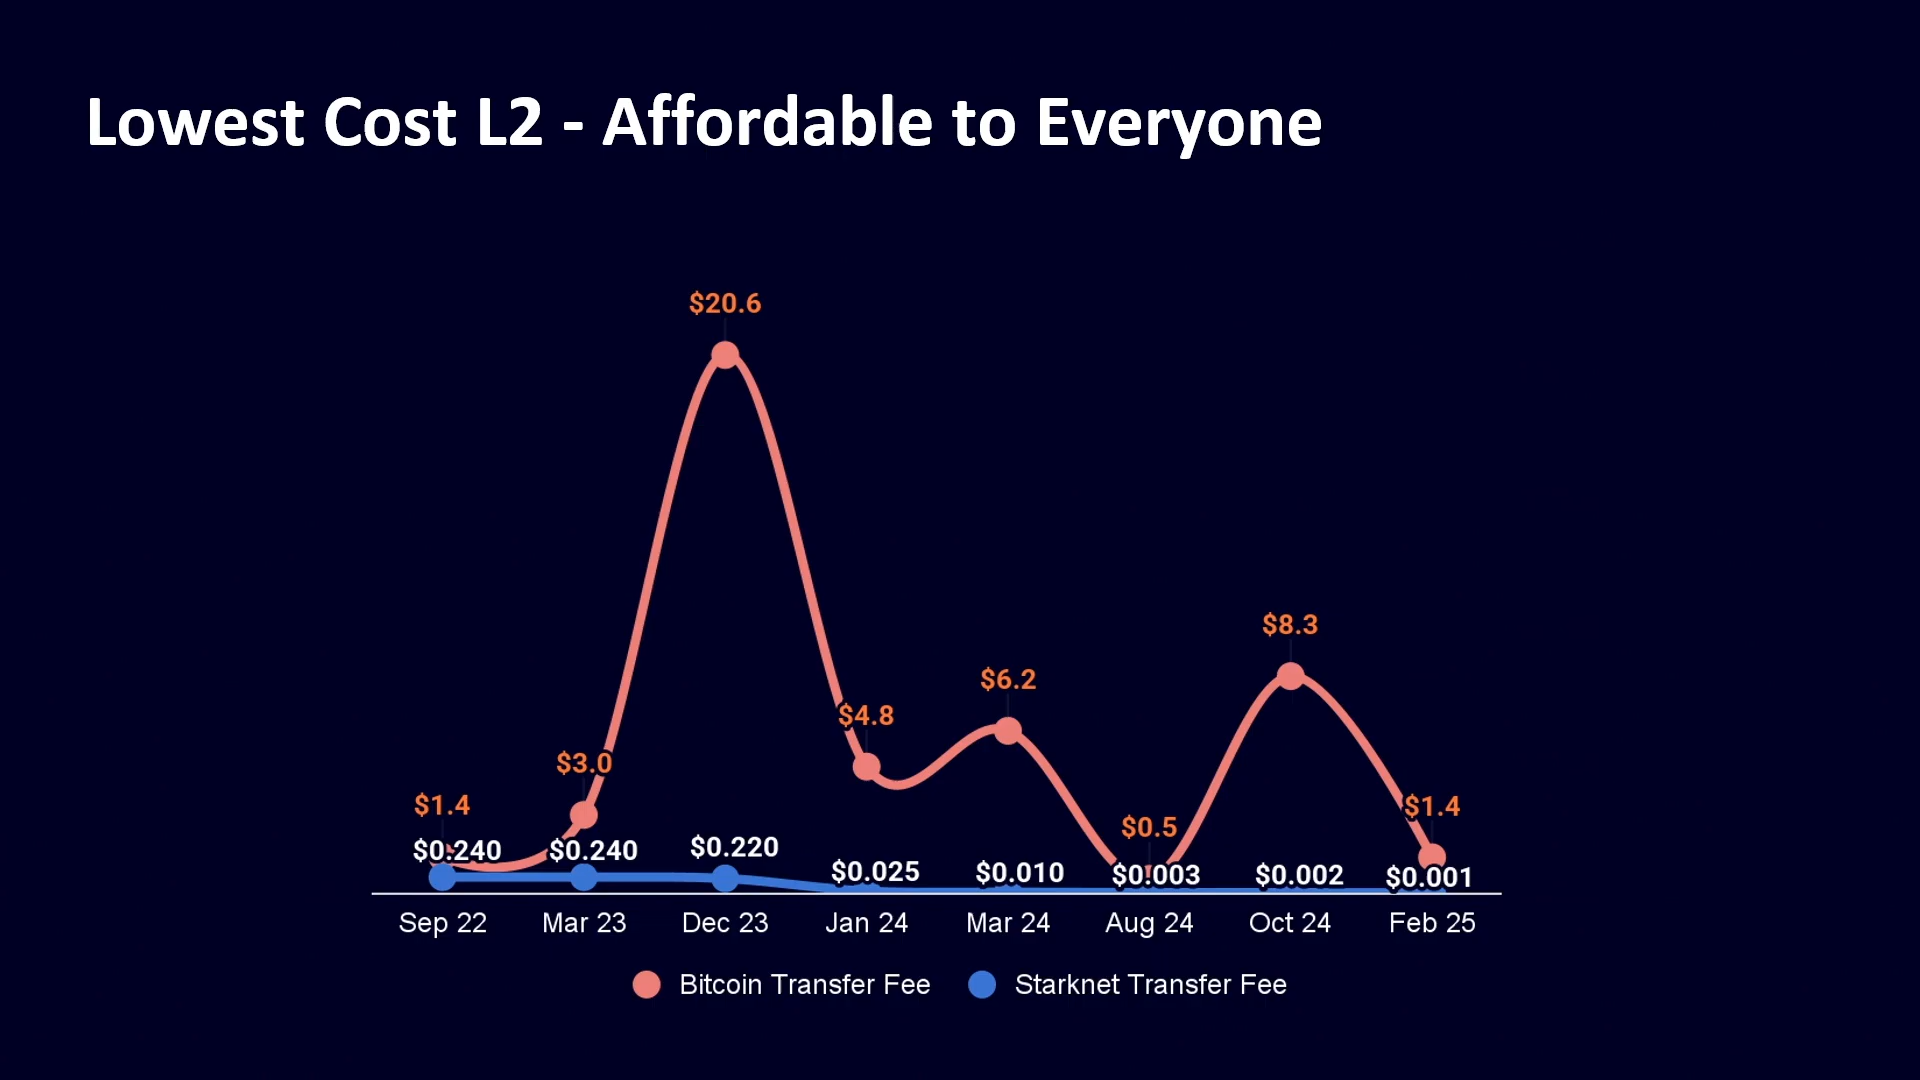 Lowest Cost L2 - Affordable to Everyone
$20.6
$8.3
$6.2
$4.8
$3.0
$1.4
$0.5
$1.4
$0.240
$0.240
$0.220
$0.025
$0.010
$0.003
$0.002
$0.001
Sep 22
Mar 23
Dec 23
Jan 24
Mar 24
Aug 24
Oct 24
Feb 25
Bitcoin Transfer Fee
Starknet Transfer Fee